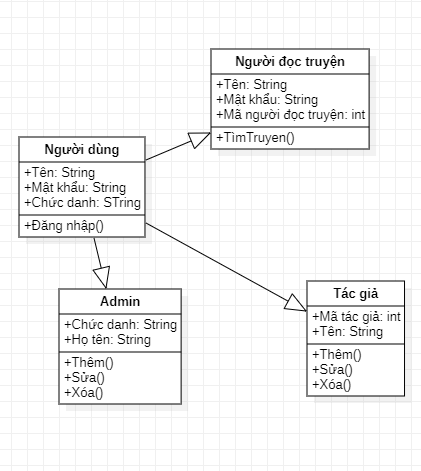 Người đọc truyện
+Tên: String
+Mật khẩu: String
+Mã người đọc truyện: int
+TìmTruyen()
Người dùng
+Tên: String
+Mật khẩu: String
+Chức danh: STring
+Đăng nhập()
Admin
+Chức danh: String
+Họ tên: String
+Thêm()
+Sửa()
+Xóa()
Tác giả
+Mã tác giả: int
+Tên: String
+Thêm()
+Sửa()
+Xóa()